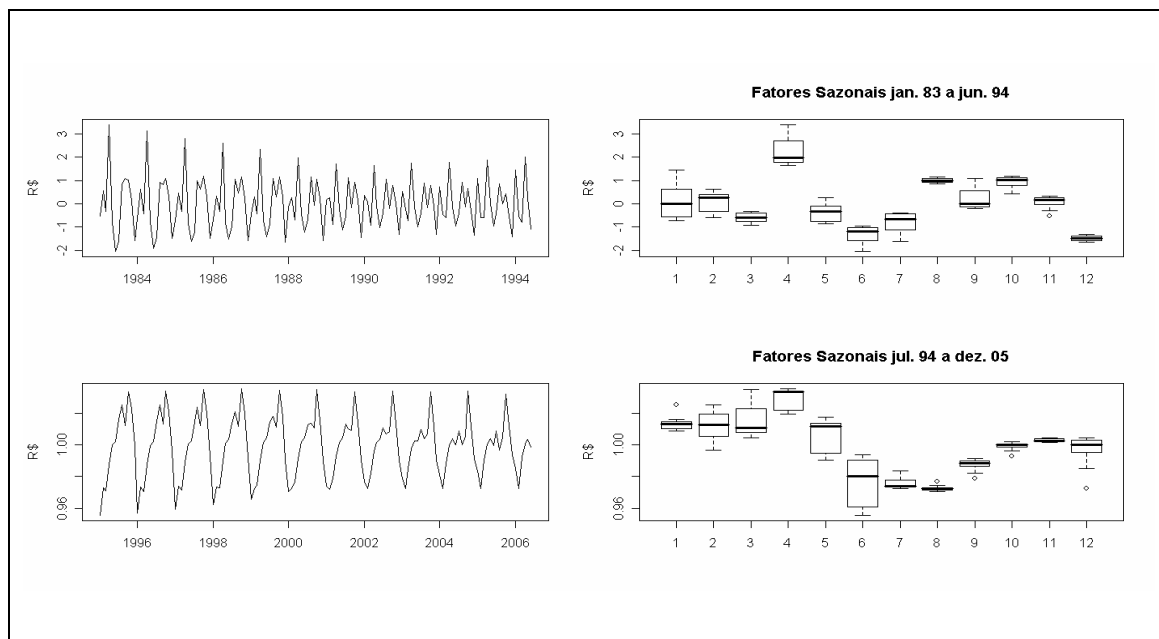 R$
3
2
1
0
-1
-2
1984 1986 1988 1990 1992 1994
Fatores Sazonais jan. 83 a jun. 94
R$
3
2
1
0
-1
-2
1 2 3 4 5 6 7 8 9 10 11 12
R$
1.00
0.96
1996 1998 2000 2002 2004 2006
Fatores Sazonais jul. 94 a dez. 05
R$
1.00
0.96
1 2 3 4 5 6 7 8 9 10 11 12